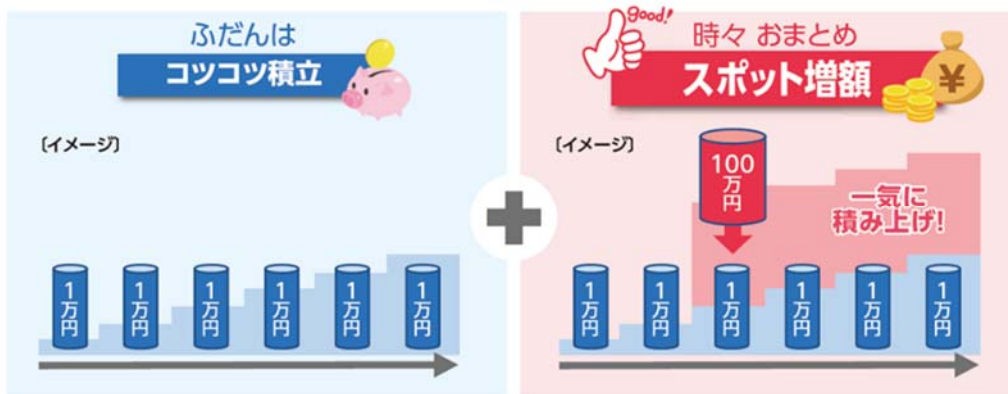 ふだんは
コツコツ積立
〔イメージ〕
1万円
1万円
1万円
1万円
1万円
1万円
good!
時々 おまとめ
スポット増額
¥
〔イメージ〕
100万円
一気に
積み上げ!
1万円
1万円
1万円
1万円
1万円
1万円